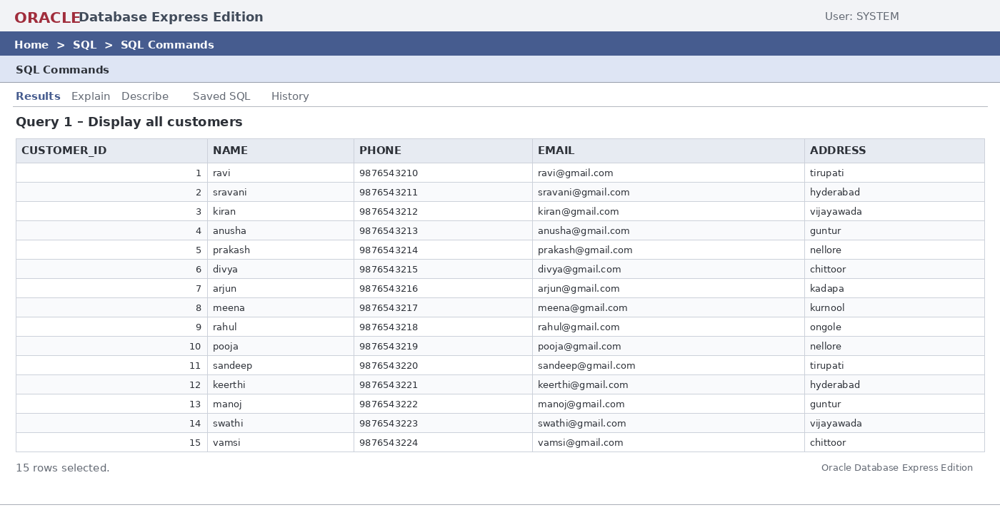 ORACLE Database Express Edition User: SYSTEM
Home > SQL > SQL Commands
SQL Commands
Results Explain Describe Saved SQL History
Query 1 – Display all customers
CUSTOMER_ID NAME PHONE EMAIL ADDRESS
1 ravi 9876543210 ravi@gmail.com tirupati
2 sravani 9876543211 sravani@gmail.com hyderabad
3 kiran 9876543212 kiran@gmail.com vijayawada
4 anusha 9876543213 anusha@gmail.com guntur
5 prakash 9876543214 prakash@gmail.com nellore
6 divya 9876543215 divya@gmail.com chittoor
7 arjun 9876543216 arjun@gmail.com kadapa
8 meena 9876543217 meena@gmail.com kurnool
9 rahul 9876543218 rahul@gmail.com ongole
10 pooja 9876543219 pooja@gmail.com nellore
11 sandeep 9876543220 sandeep@gmail.com tirupati
12 keerthi 9876543221 keerthi@gmail.com hyderabad
13 manoj 9876543222 manoj@gmail.com guntur
14 swathi 9876543223 swathi@gmail.com vijayawada
15 vamsi 9876543224 vamsi@gmail.com chittoor
15 rows selected. Oracle Database Express Edition